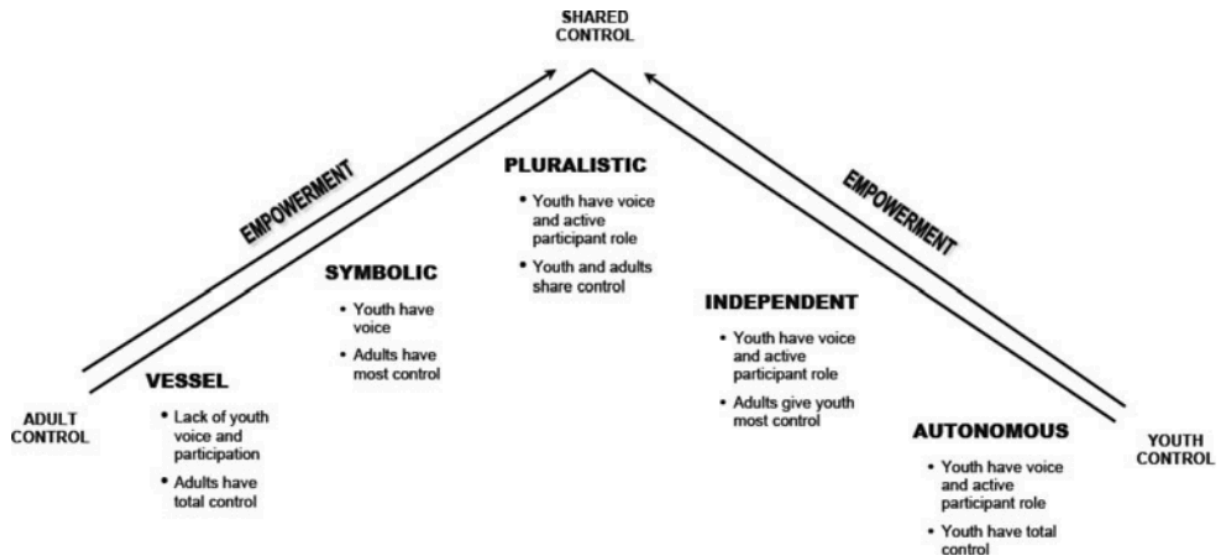 SHARED
CONTROL
EMPOWERMENT
EMPOWERMENT
PLURALISTIC
• Youth have voice
and active
participant role
• Youth and adults
share control
SYMBOLIC
• Youth have
voice
• Adults have
most control
INDEPENDENT
• Youth have voice
and active
participant role
• Adults give youth
most control
VESSEL
• Lack of youth
voice and
participation
• Adults have
total control
ADULT
CONTROL
AUTONOMOUS
• Youth have voice
and active
participant role
• Youth have total
control
YOUTH
CONTROL